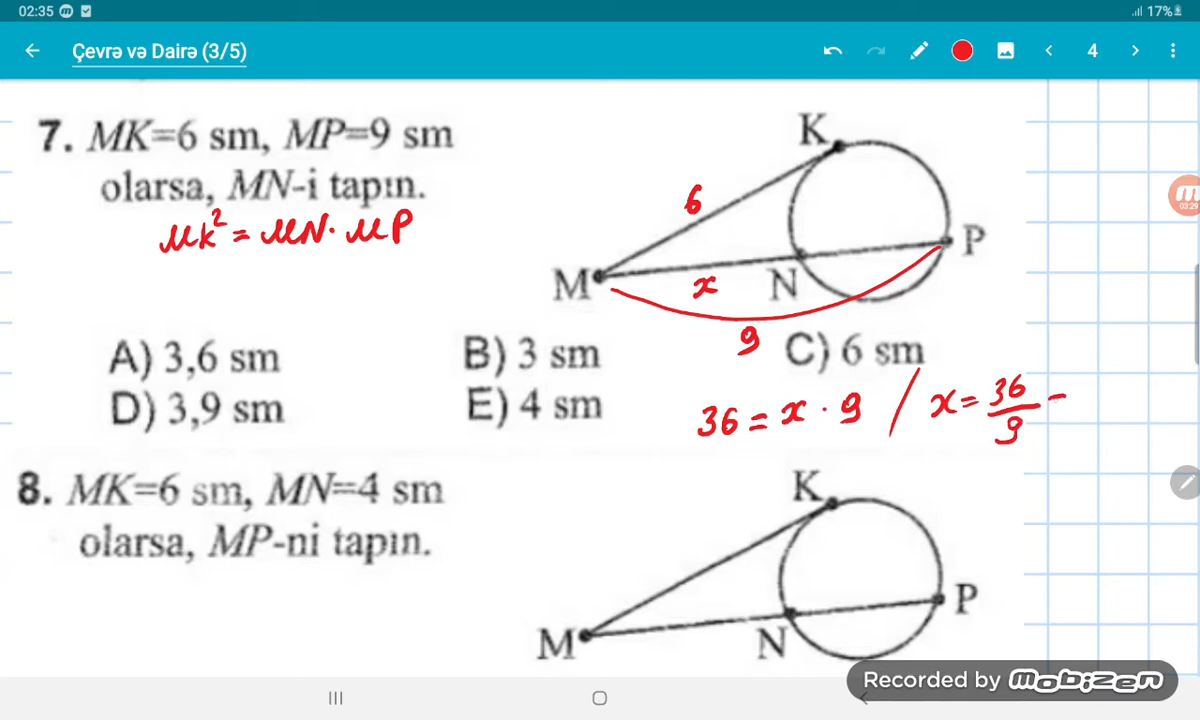 02:35 17%
Çevrə və Dairə (3/5) 4
7. MK=6 sm, MP=9 sm
olarsa, MN-i tapın.
MK² = MN · MP
K
6
M
x
N
P
9
A) 3,6 sm B) 3 sm C) 6 sm
D) 3,9 sm E) 4 sm
36 = x · 9 / x = 36/9 -
8. MK=6 sm, MN=4 sm
olarsa, MP-ni tapın.
K
M
N
P
03:29
Recorded by mobizen